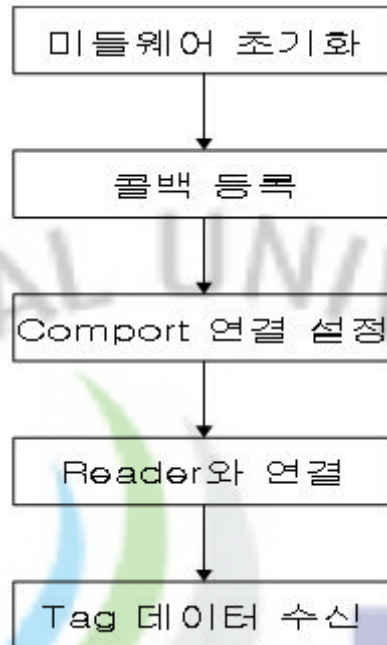 미들웨어 초기화
콜백 등록
Comport 연결 설정
Reader와 연결
Tag 데이터 수신